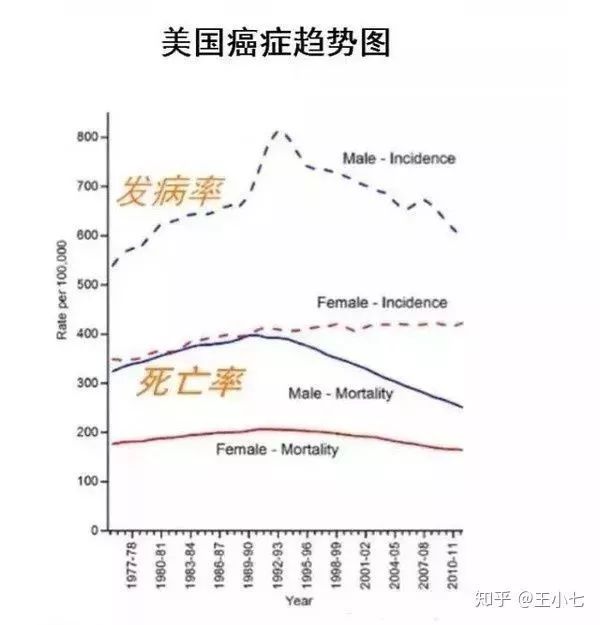 美国癌症趋势图
800
700
600
500
400
300
200
100
0
Rate per 100,000
发病率
Male - Incidence
Female - Incidence
死亡率
Male - Mortality
Female - Mortality
1977-78
1980-81
1983-84
1986-87
1989-90
1992-93
1995-96
1998-99
2001-02
2004-05
2007-08
2010-11
Year
知乎 @王小七